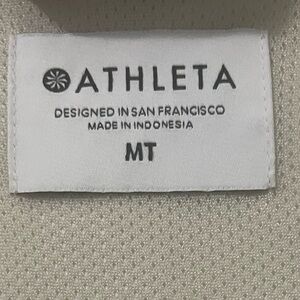 ATHLETA
DESIGNED IN SAN FRANCISCO
MADE IN INDONESIA
MT